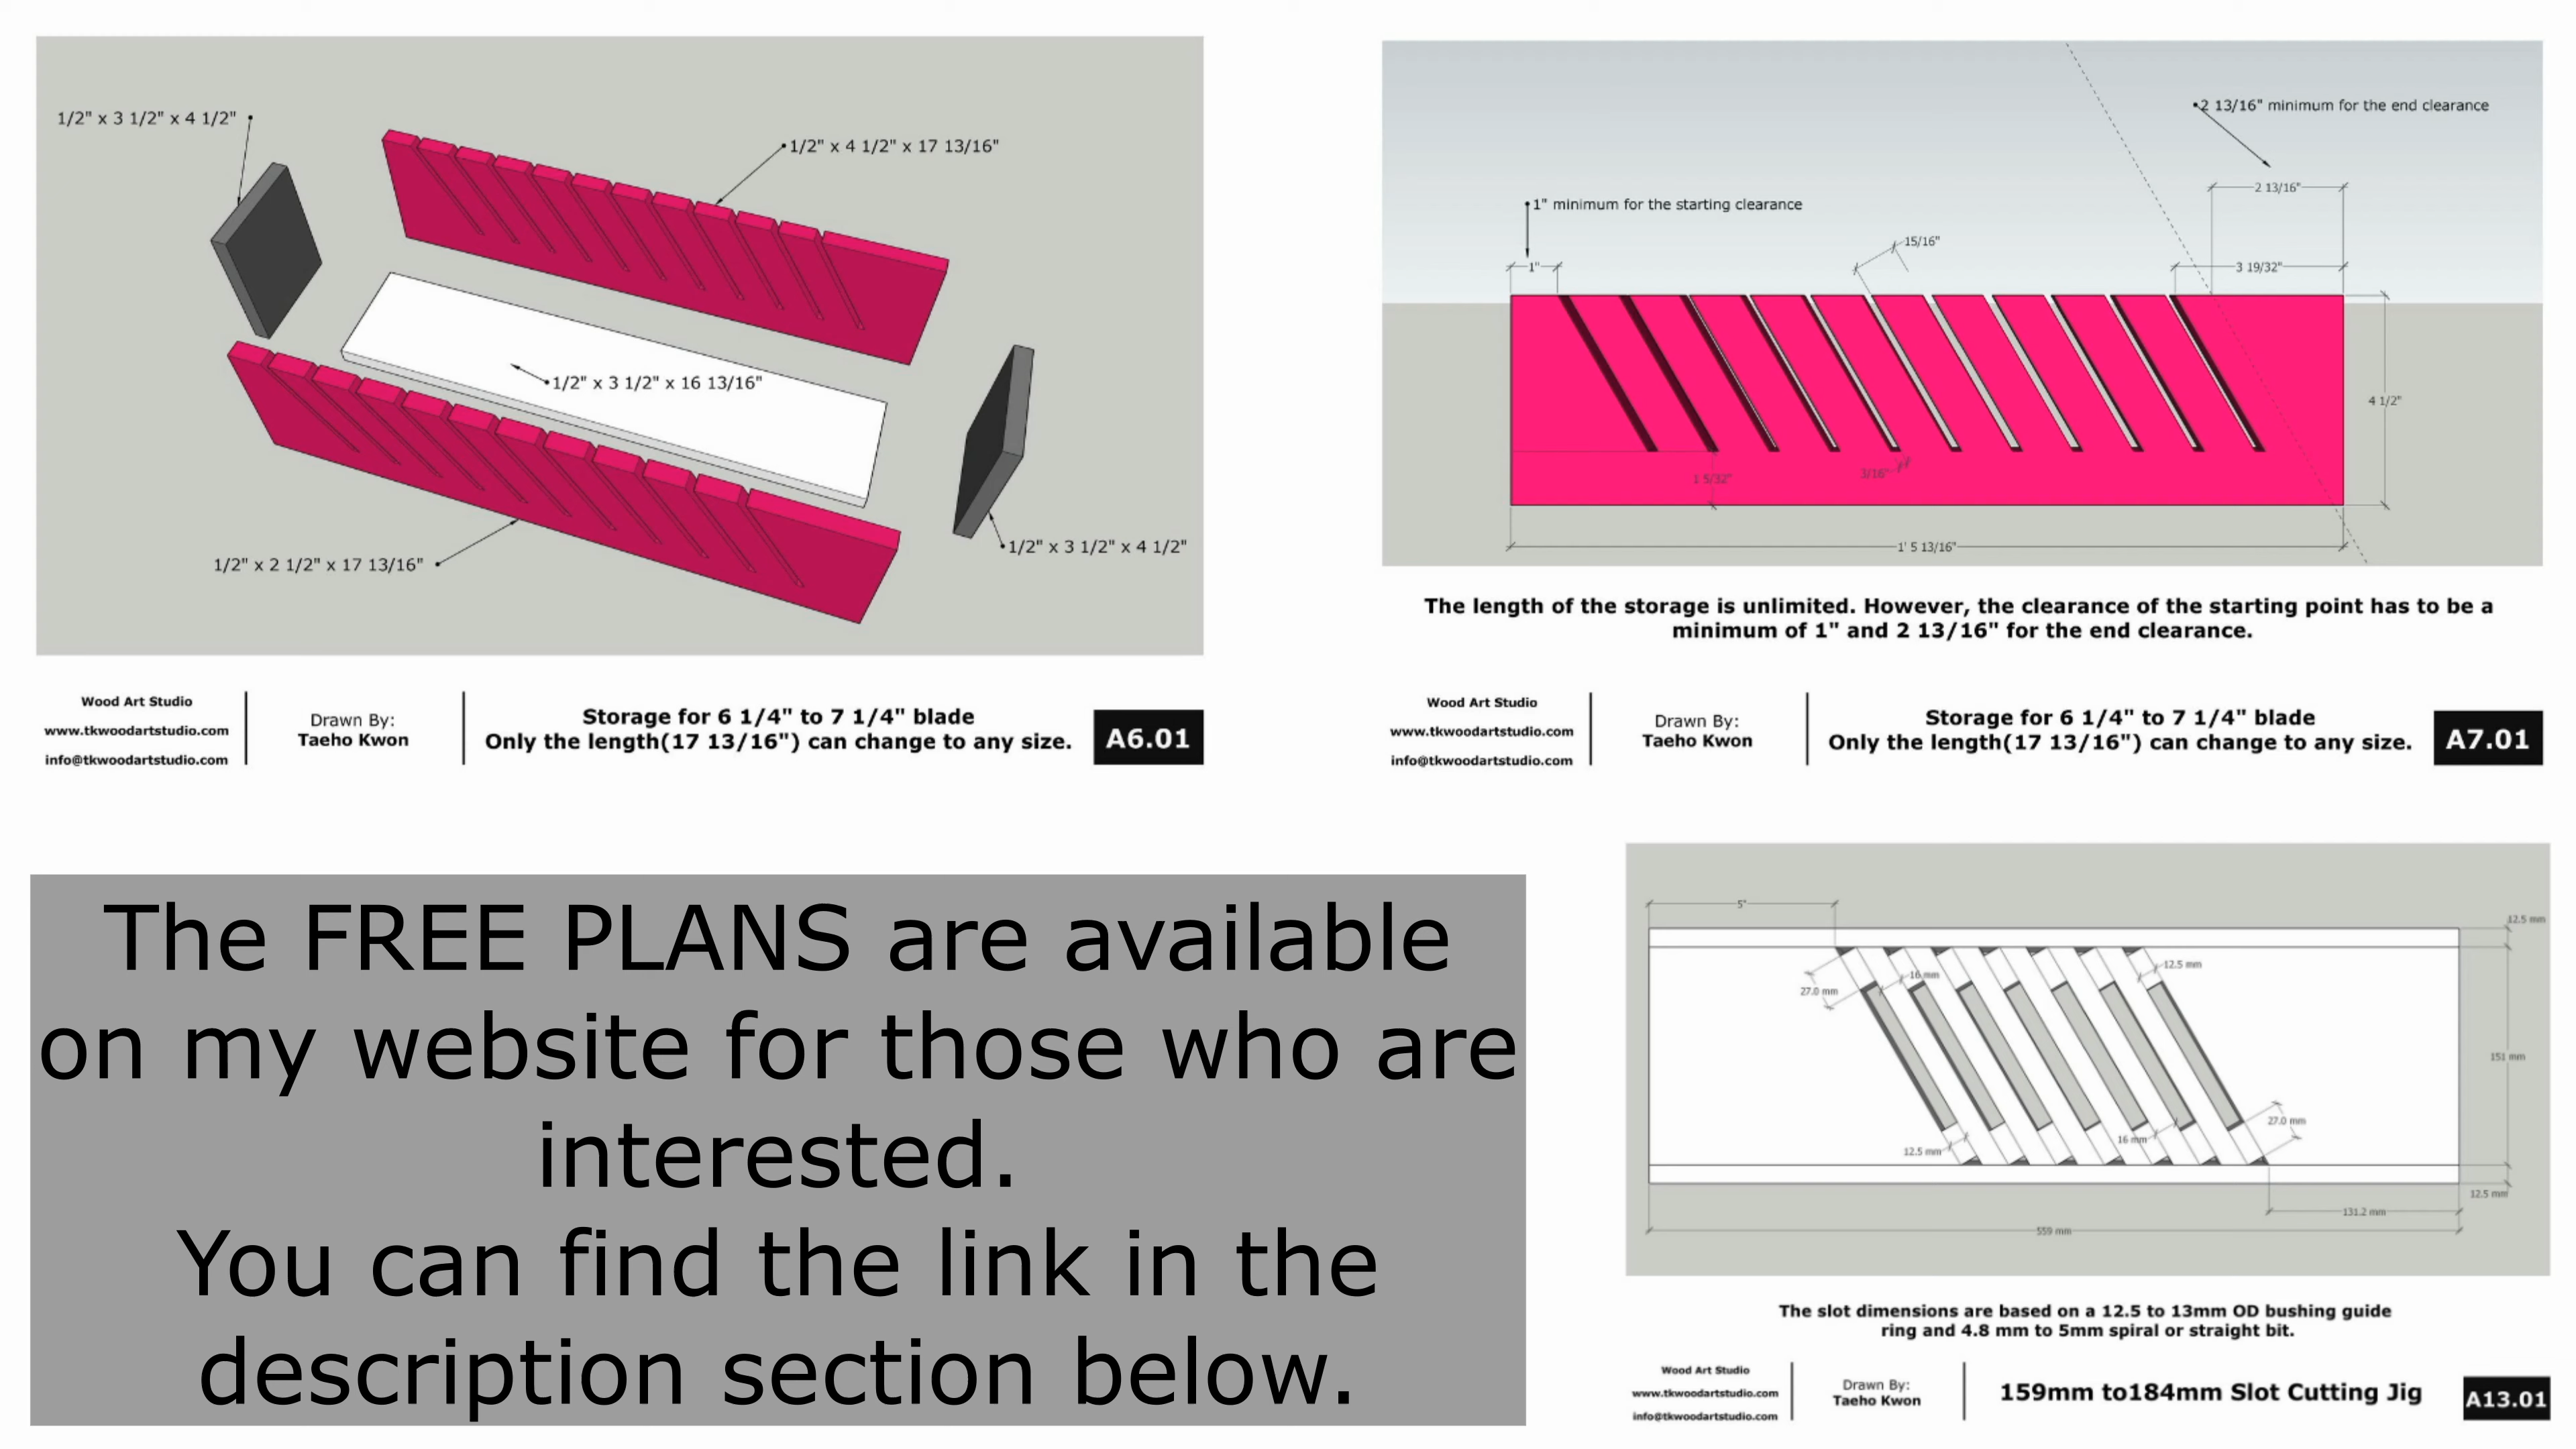 1/2" x 3 1/2" x 4 1/2"
1/2" x 4 1/2" x 17 13/16"
1/2" x 3 1/2" x 16 13/16"
1/2" x 3 1/2" x 4 1/2"
1/2" x 2 1/2" x 17 13/16"
Wood Art Studio
www.tkwoodartstudio.com
info@tkwoodartstudio.com
Drawn By:
Taeho Kwon
Storage for 6 1/4" to 7 1/4" blade
Only the length(17 13/16") can change to any size.
A6.01
2 13/16" minimum for the end clearance
2 13/16"
1" minimum for the starting clearance
15/16"
1"
3 19/32"
4 1/2"
1 5/32"
3/16"
1' 5 13/16"
The length of the storage is unlimited. However, the clearance of the starting point has to be a
minimum of 1" and 2 13/16" for the end clearance.
Wood Art Studio
www.tkwoodartstudio.com
info@tkwoodartstudio.com
Drawn By:
Taeho Kwon
Storage for 6 1/4" to 7 1/4" blade
Only the length(17 13/16") can change to any size.
A7.01
The FREE PLANS are available
on my website for those who are
interested.
You can find the link in the
description section below.
5"
12.5 mm
12.5 mm
16 mm
27.0 mm
151 mm
27.0 mm
16 mm
12.5 mm
12.5 mm
131.2 mm
559 mm
The slot dimensions are based on a 12.5 to 13mm OD bushing guide
ring and 4.8 mm to 5mm spiral or straight bit.
Wood Art Studio
www.tkwoodartstudio.com
info@tkwoodartstudio.com
Drawn By:
Taeho Kwon
159mm to184mm Slot Cutting Jig
A13.01